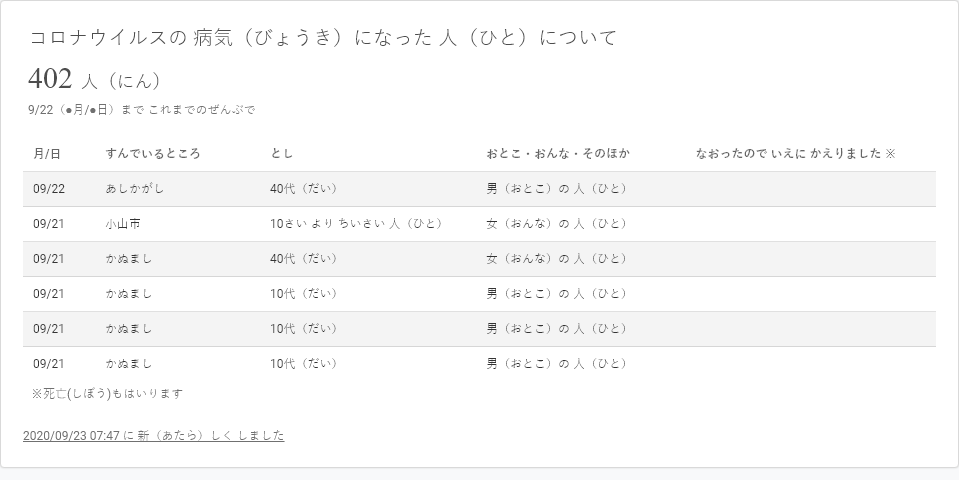 コロナウイルスの 病気（びょうき）になった 人（ひと）について
402 人（にん）
9/22（●月/●日）まで これまでのぜんぶで
月/日 すんでいるところ とし おとこ・おんな・そのほか なおったので いえに かえりました ※
09/22 あしかがし 40代（だい） 男（おとこ）の 人（ひと）
09/21 小山市 10さい より ちいさい 人（ひと） 女（おんな）の 人（ひと）
09/21 かぬまし 40代（だい） 女（おんな）の 人（ひと）
09/21 かぬまし 10代（だい） 男（おとこ）の 人（ひと）
09/21 かぬまし 10代（だい） 男（おとこ）の 人（ひと）
09/21 かぬまし 10代（だい） 男（おとこ）の 人（ひと）
※死亡(しぼう)もはいります
2020/09/23 07:47 に 新（あたら）しく しました